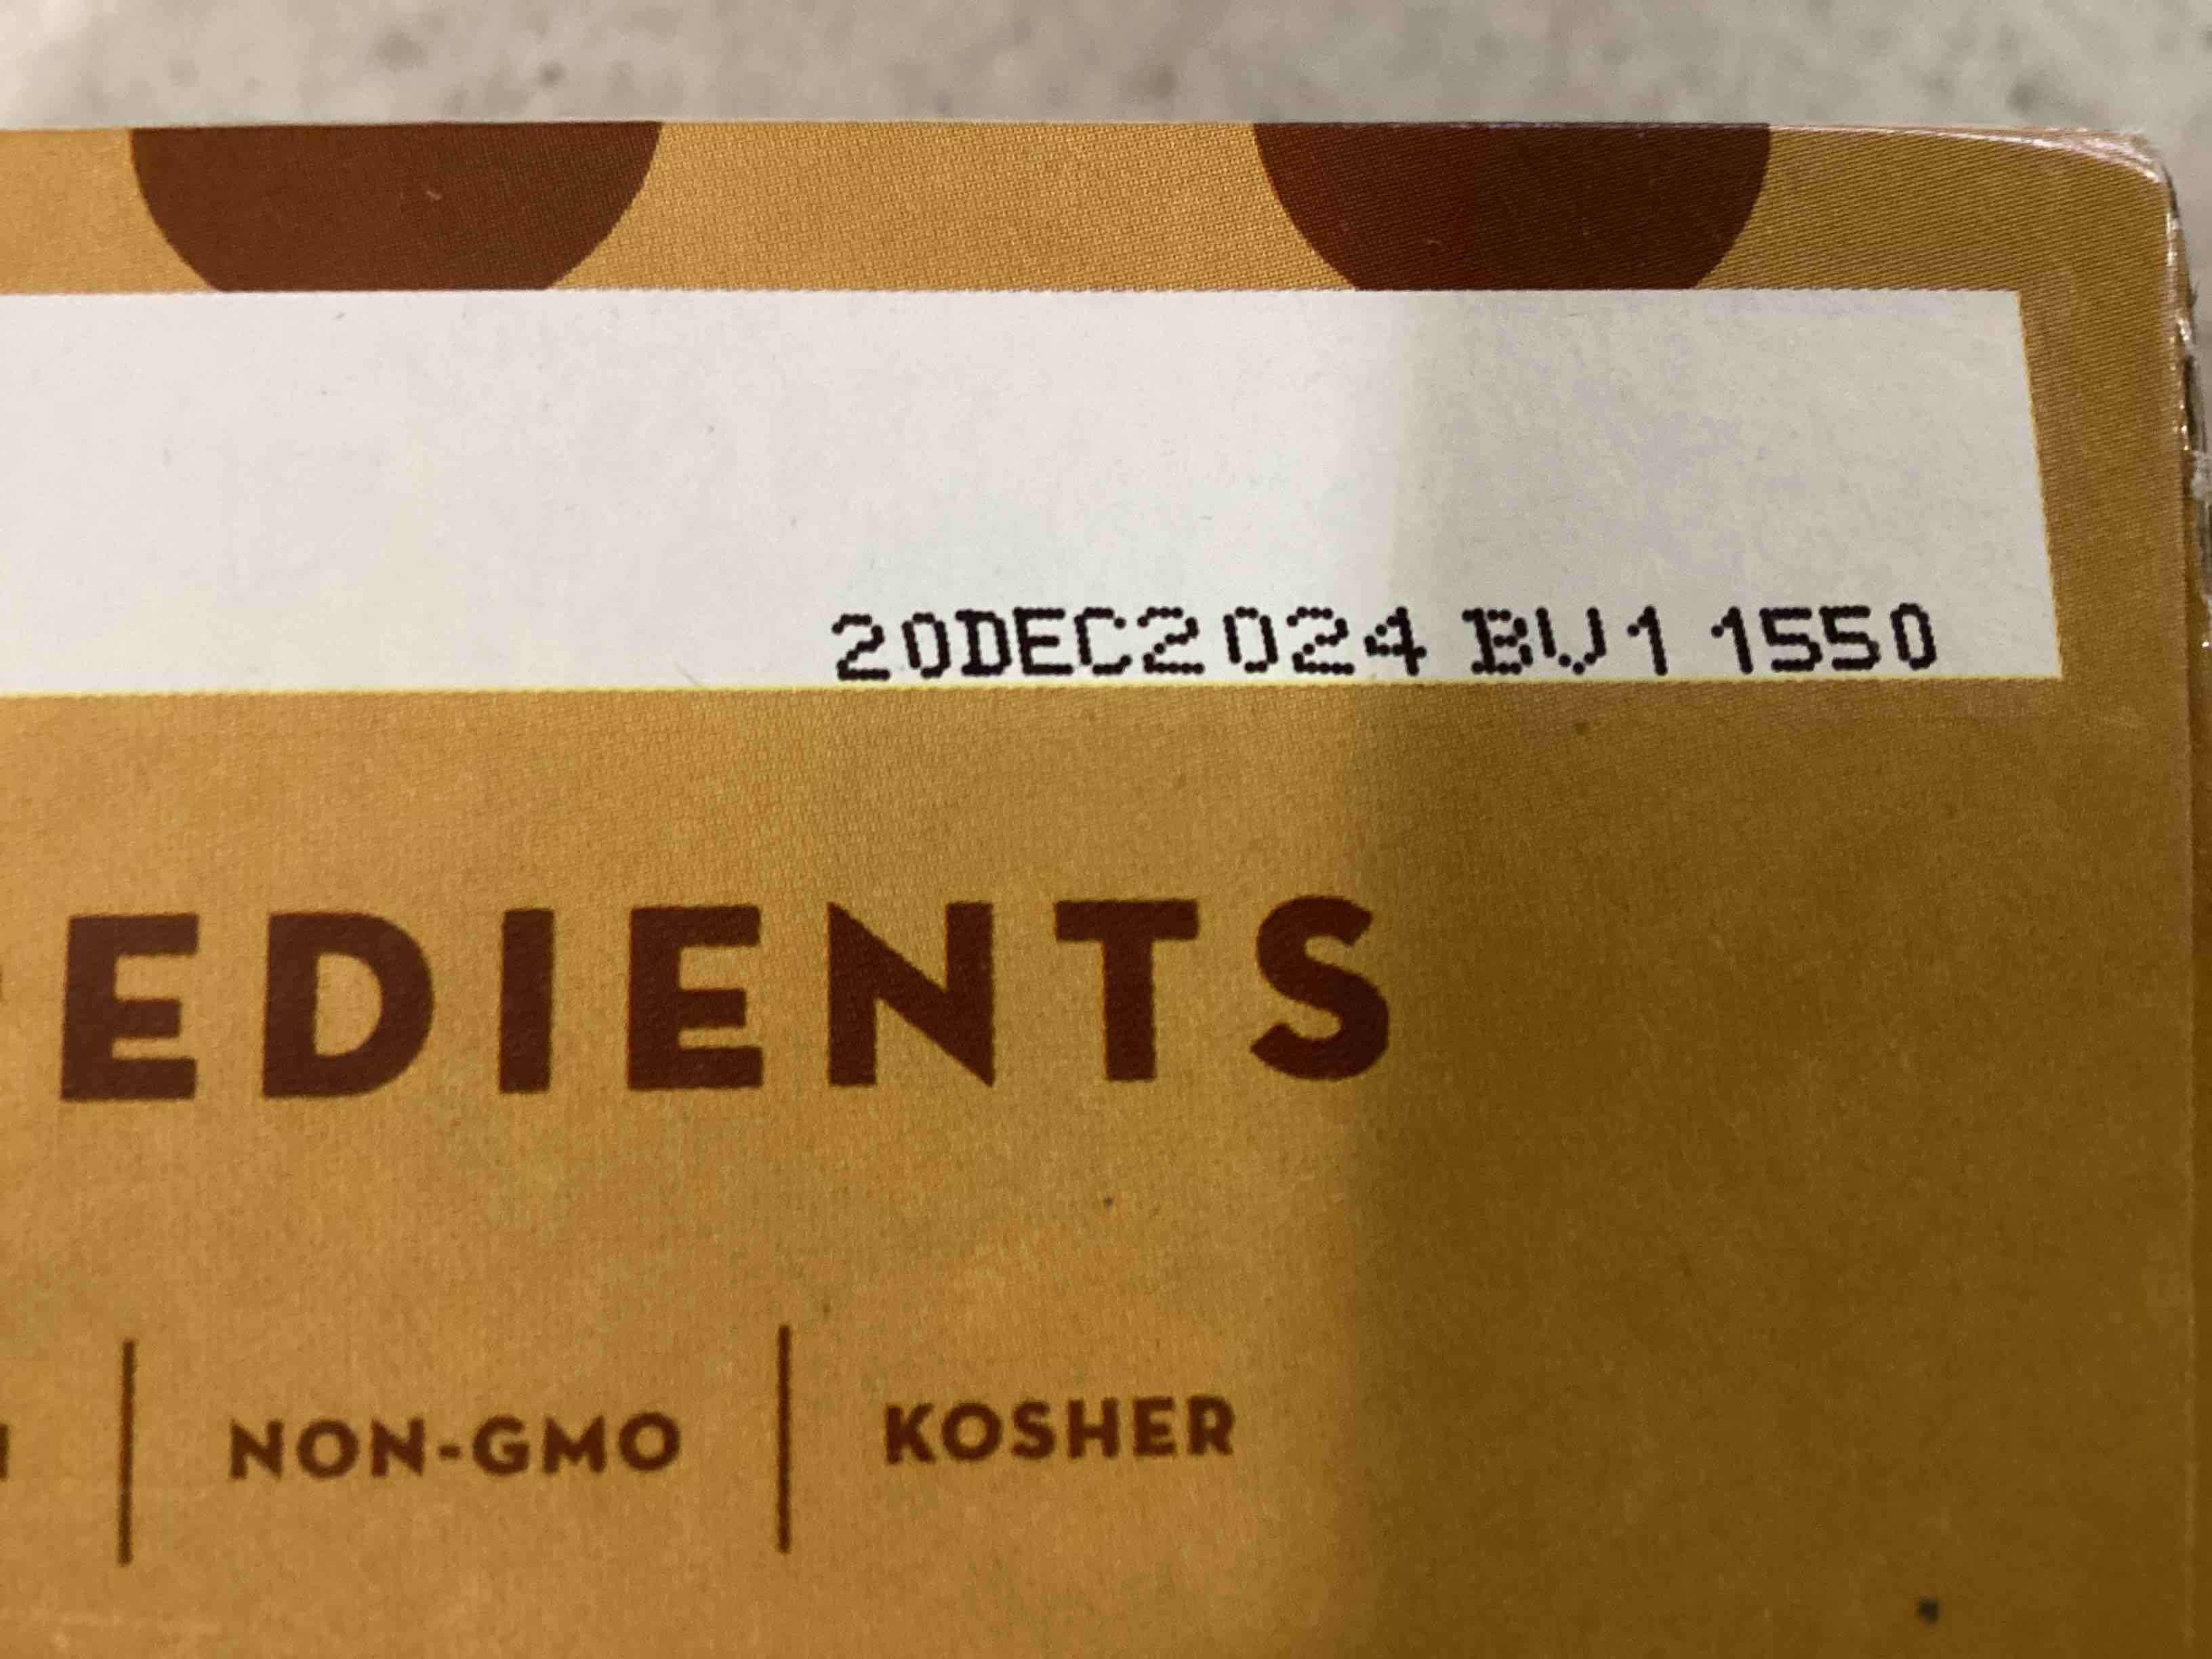 20DEC2024 BV1 1550
EDIENTS
NON-GMO | KOSHER